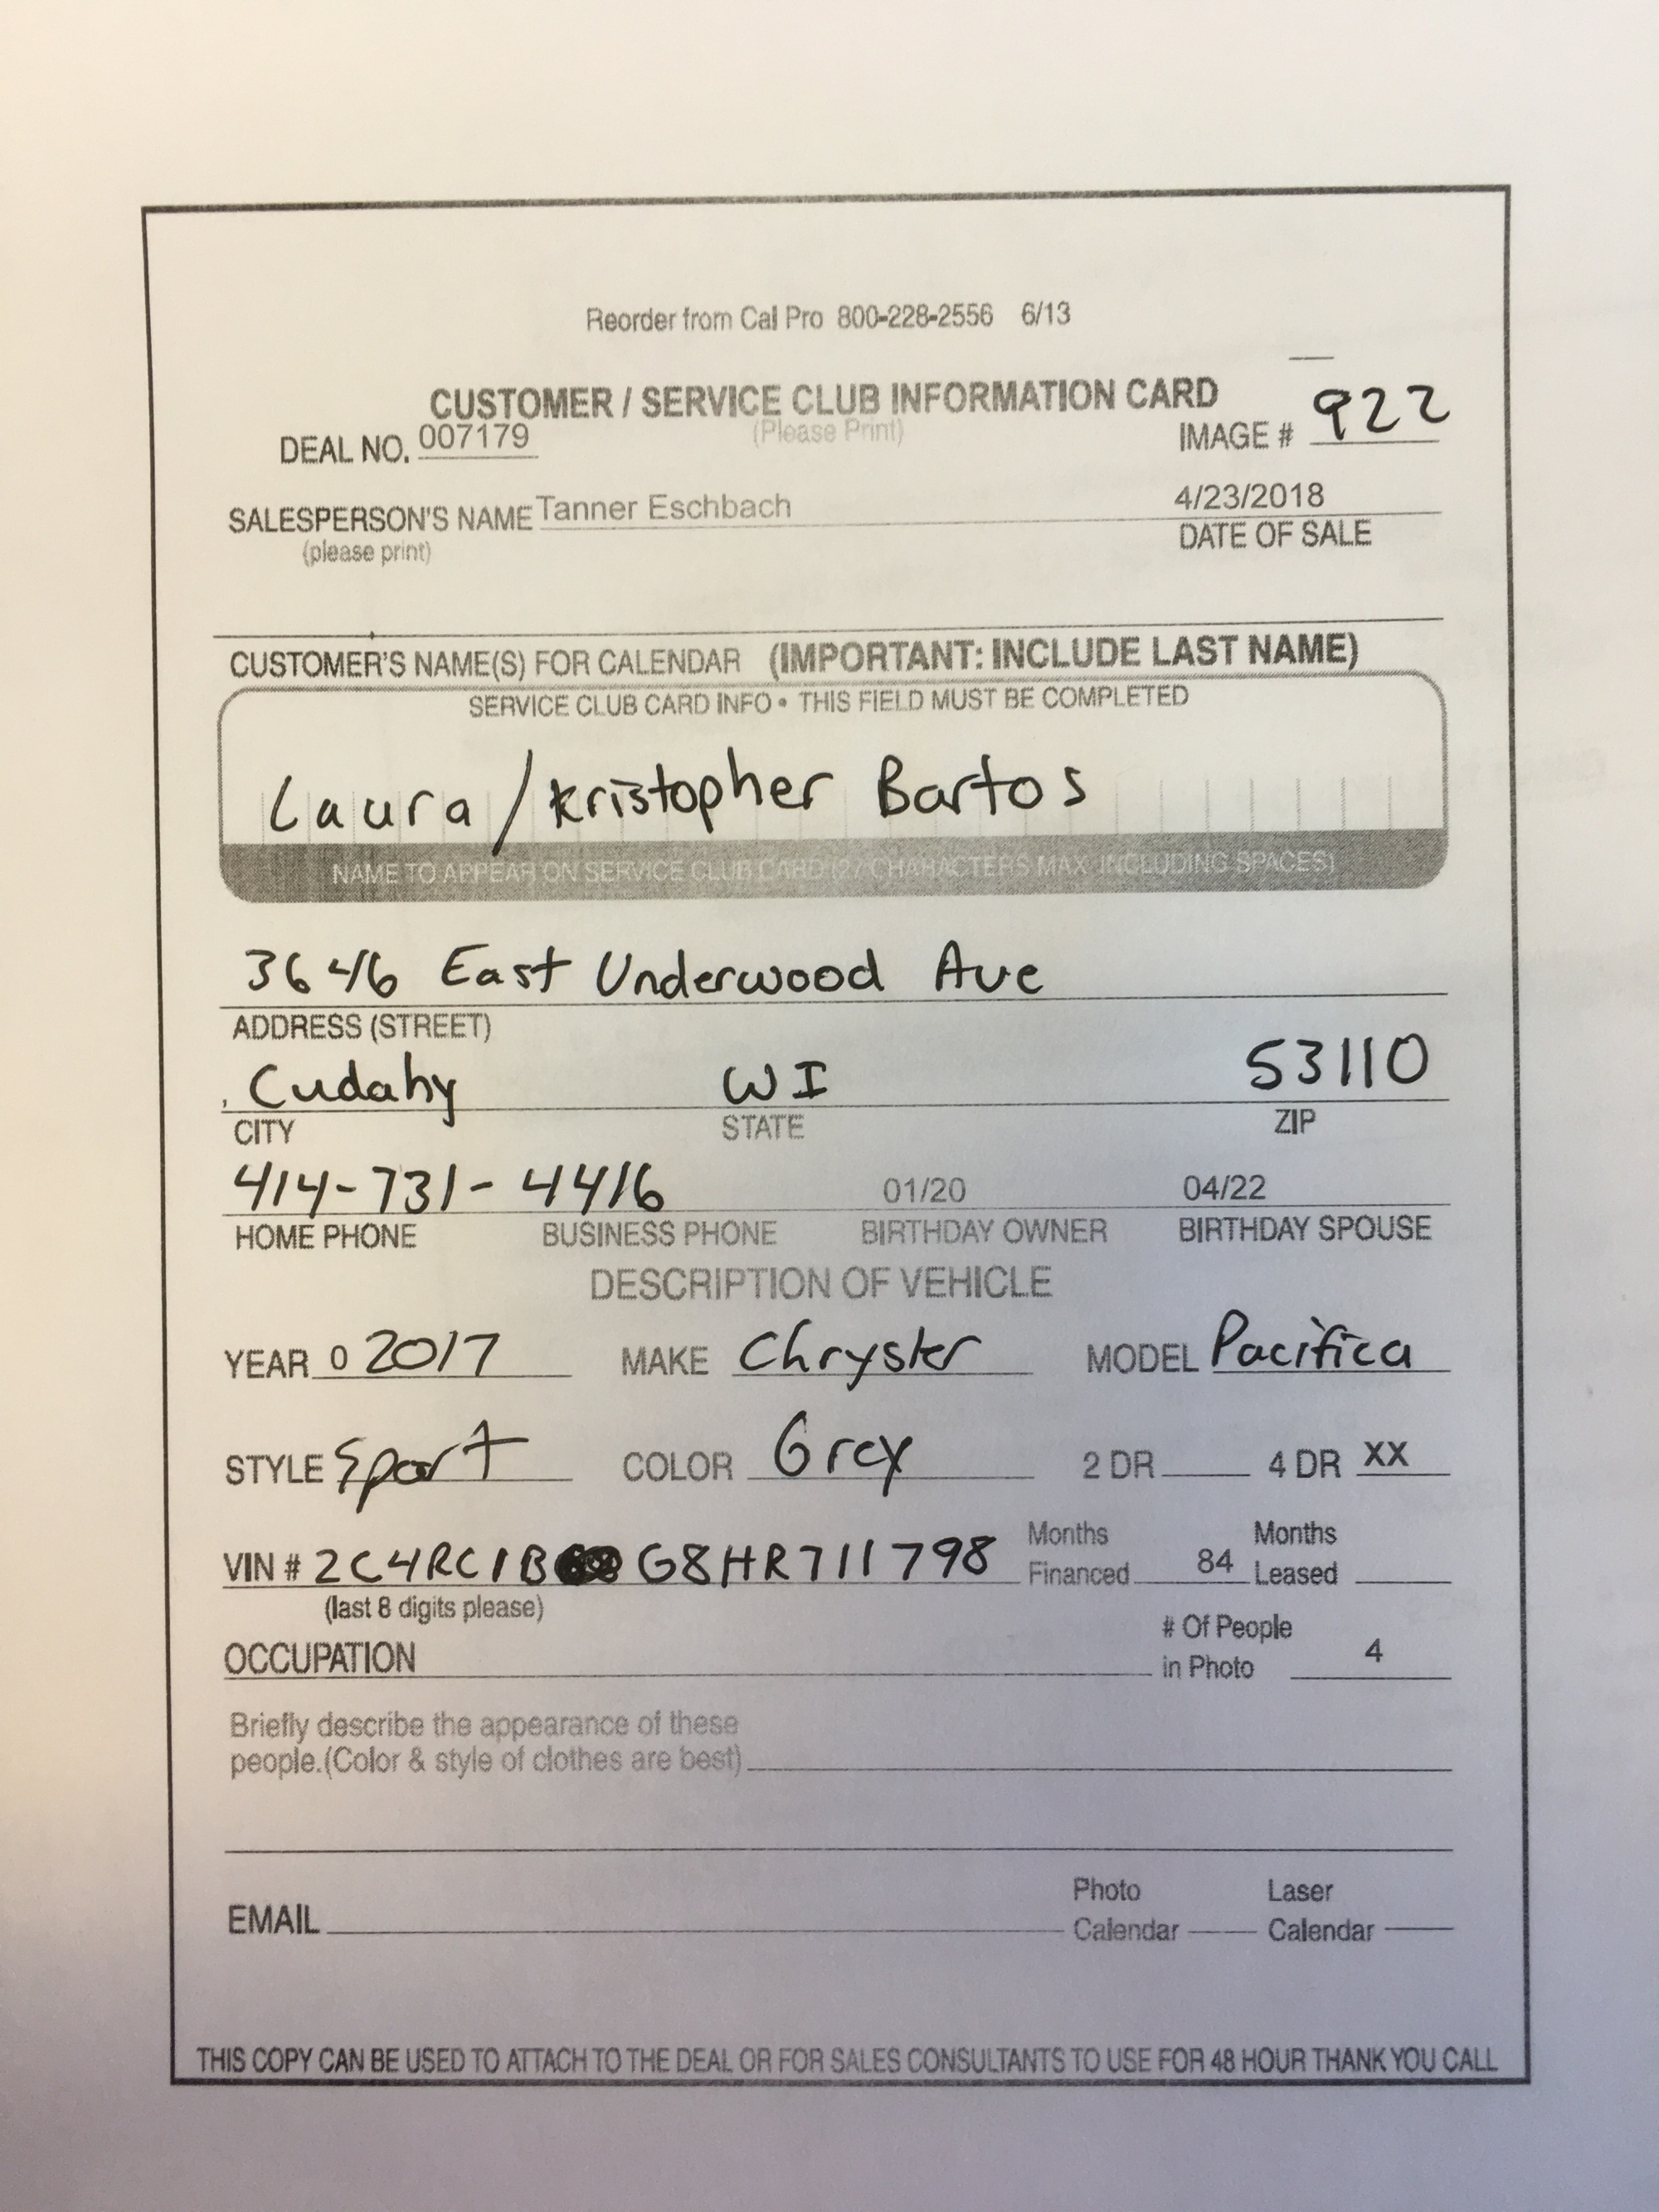 Reorder from Cal Pro 800-228-2556 6/13
CUSTOMER / SERVICE CLUB INFORMATION CARD
(Please Print)
DEAL NO. 007179 IMAGE # 922
SALESPERSON'S NAME Tanner Eschbach 4/23/2018
(please print) DATE OF SALE
CUSTOMER'S NAME(S) FOR CALENDAR (IMPORTANT: INCLUDE LAST NAME)
SERVICE CLUB CARD INFO • THIS FIELD MUST BE COMPLETED
Laura/Kristopher Bartos
NAME TO APPEAR ON SERVICE CLUB CARD (27 CHARACTERS MAX INCLUDING SPACES)
3646 East Underwood Ave
ADDRESS (STREET)
Cudahy WI 53110
CITY STATE ZIP
414-731-4416 01/20 04/22
HOME PHONE BUSINESS PHONE BIRTHDAY OWNER BIRTHDAY SPOUSE
DESCRIPTION OF VEHICLE
YEAR 0 2017 MAKE Chrysler MODEL Pacifica
STYLE Sport COLOR Grey 2 DR 4 DR XX
VIN # 2C4RC1B G8HR711798 Months Financed 84 Months Leased
(last 8 digits please)
OCCUPATION # Of People in Photo 4
Briefly describe the appearance of these
people.(Color & style of clothes are best)
EMAIL Photo Calendar Laser Calendar
THIS COPY CAN BE USED TO ATTACH TO THE DEAL OR FOR SALES CONSULTANTS TO USE FOR 48 HOUR THANK YOU CALL